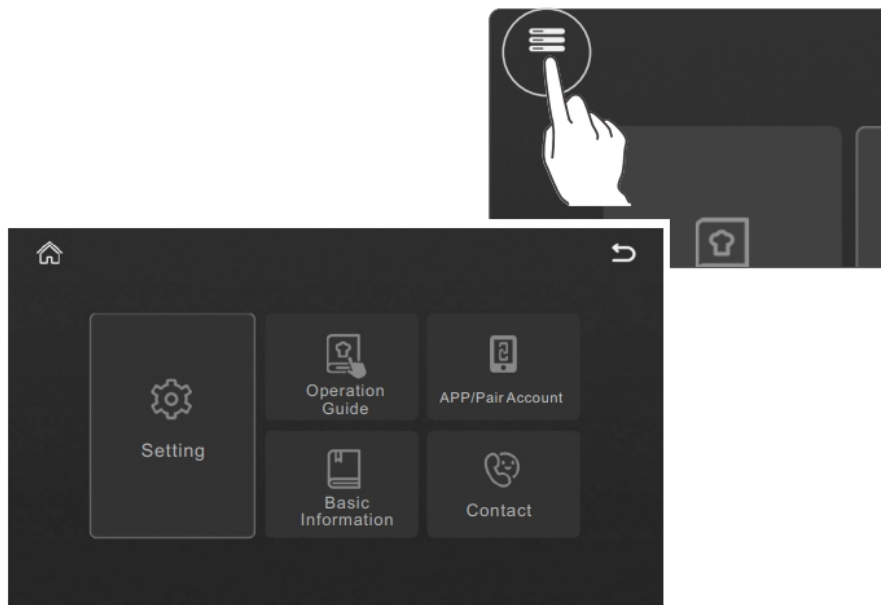 Setting
Operation
Guide
APP/Pair Account
Basic
Information
Contact